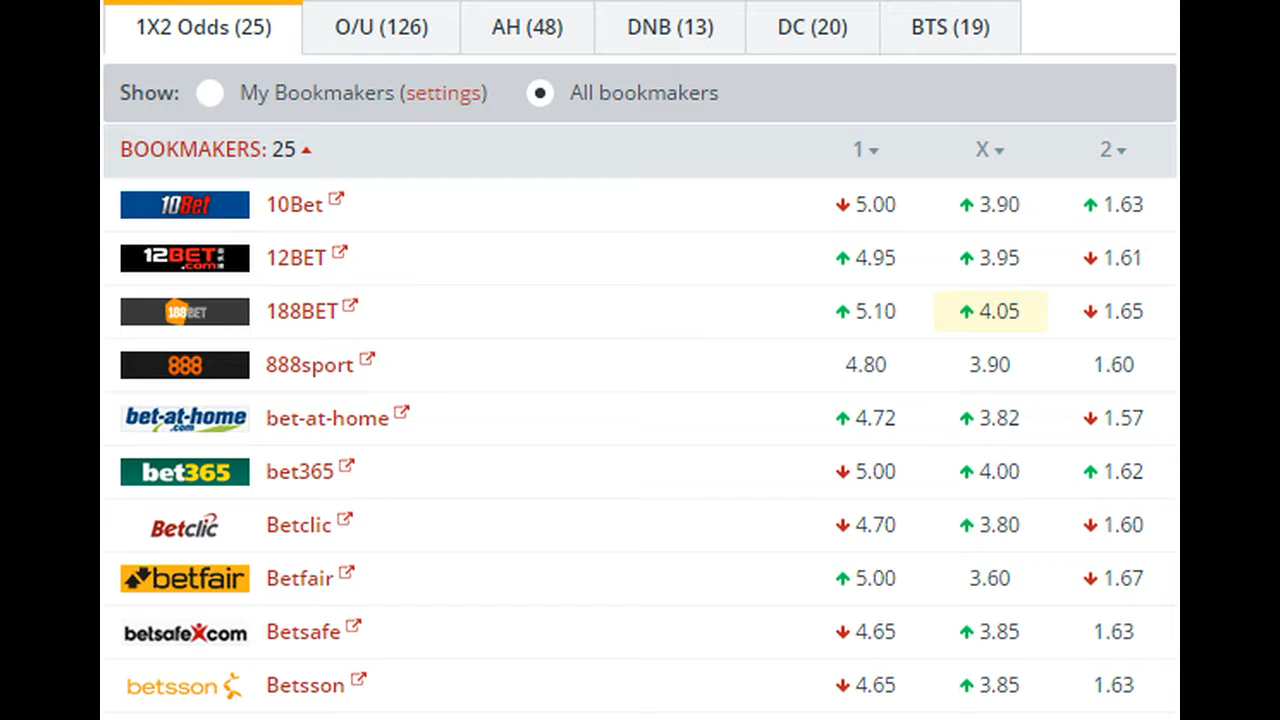 1X2 Odds (25) O/U (126) AH (48) DNB (13) DC (20) BTS (19)
Show: My Bookmakers (settings) All bookmakers
BOOKMAKERS: 25 1 X 2
10Bet 10Bet 5.00 3.90 1.63
12BET.com 12BET 4.95 3.95 1.61
188BET 188BET 5.10 4.05 1.65
888 888sport 4.80 3.90 1.60
bet-at-home.com bet-at-home 4.72 3.82 1.57
bet365 bet365 5.00 4.00 1.62
Betclic Betclic 4.70 3.80 1.60
betfair Betfair 5.00 3.60 1.67
betsafe.com Betsafe 4.65 3.85 1.63
betsson Betsson 4.65 3.85 1.63